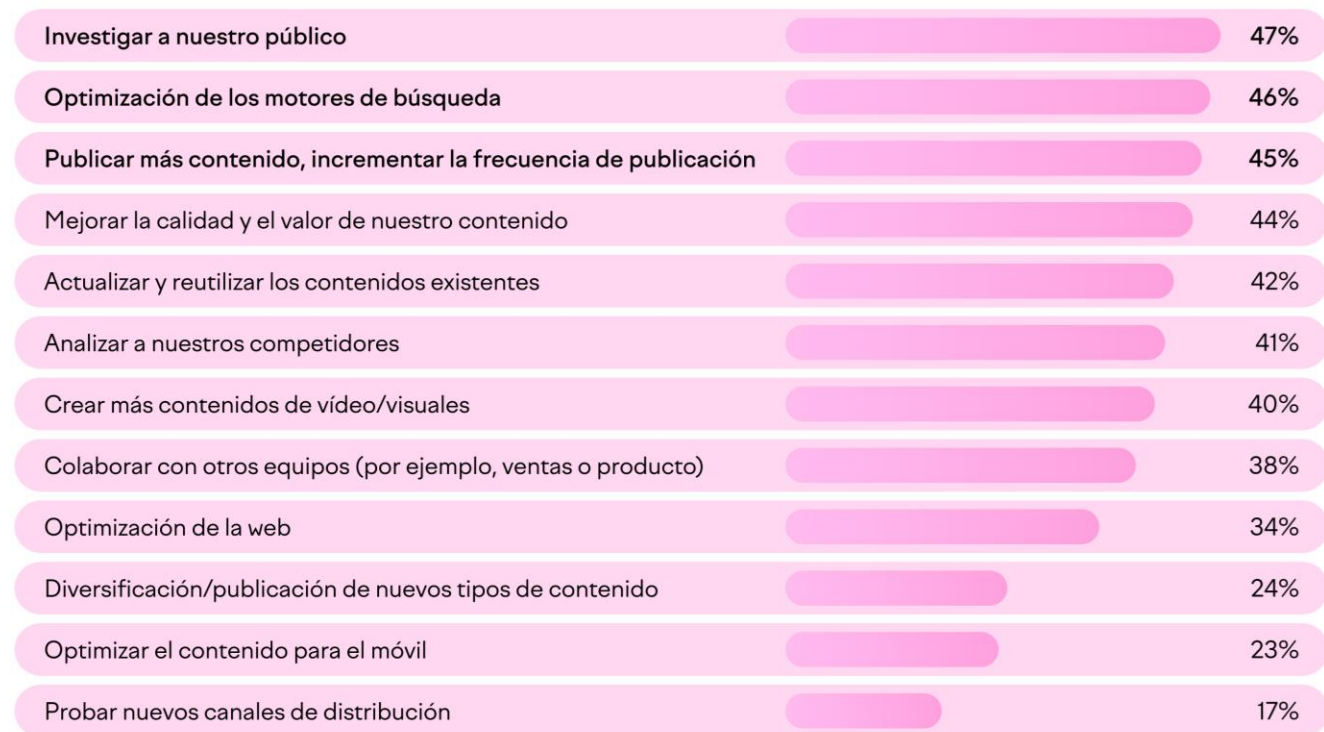 Investigar a nuestro público 47%
Optimización de los motores de búsqueda 46%
Publicar más contenido, incrementar la frecuencia de publicación 45%
Mejorar la calidad y el valor de nuestro contenido 44%
Actualizar y reutilizar los contenidos existentes 42%
Analizar a nuestros competidores 41%
Crear más contenidos de vídeo/visuales 40%
Colaborar con otros equipos (por ejemplo, ventas o producto) 38%
Optimización de la web 34%
Diversificación/publicación de nuevos tipos de contenido 24%
Optimizar el contenido para el móvil 23%
Probar nuevos canales de distribución 17%